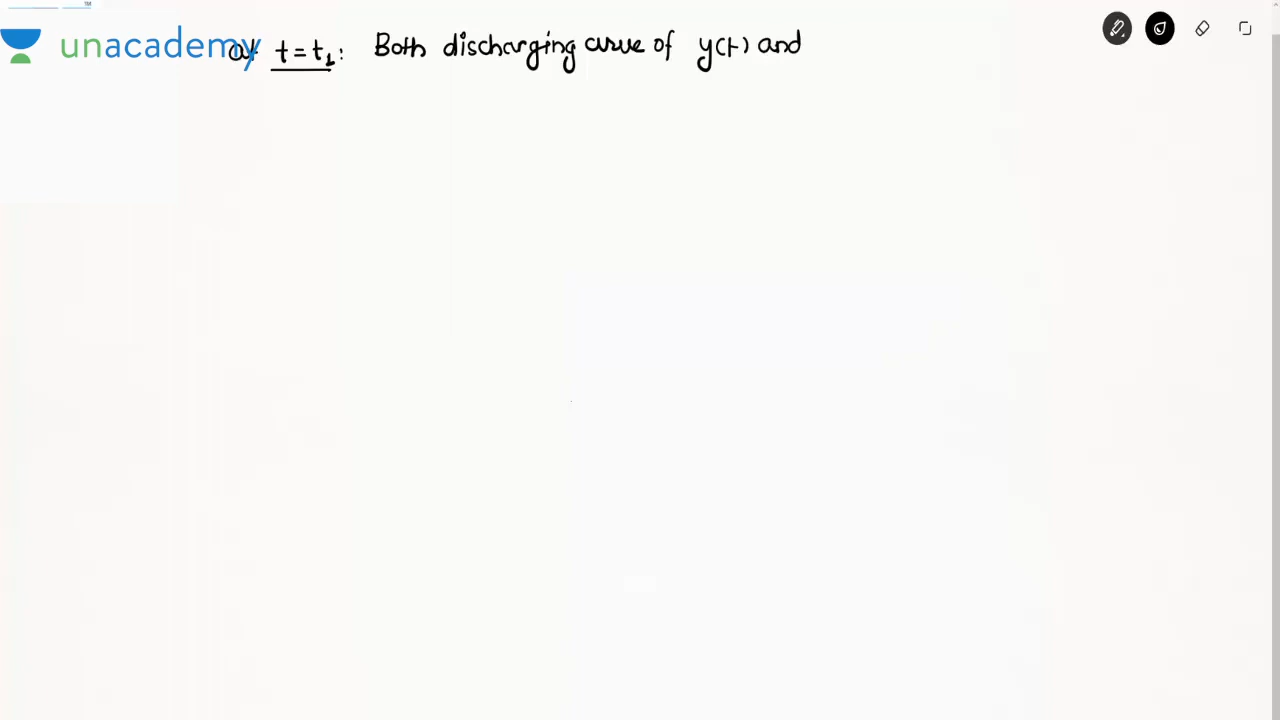 unacademy
at t = t₁: Both discharging curve of y(t) and